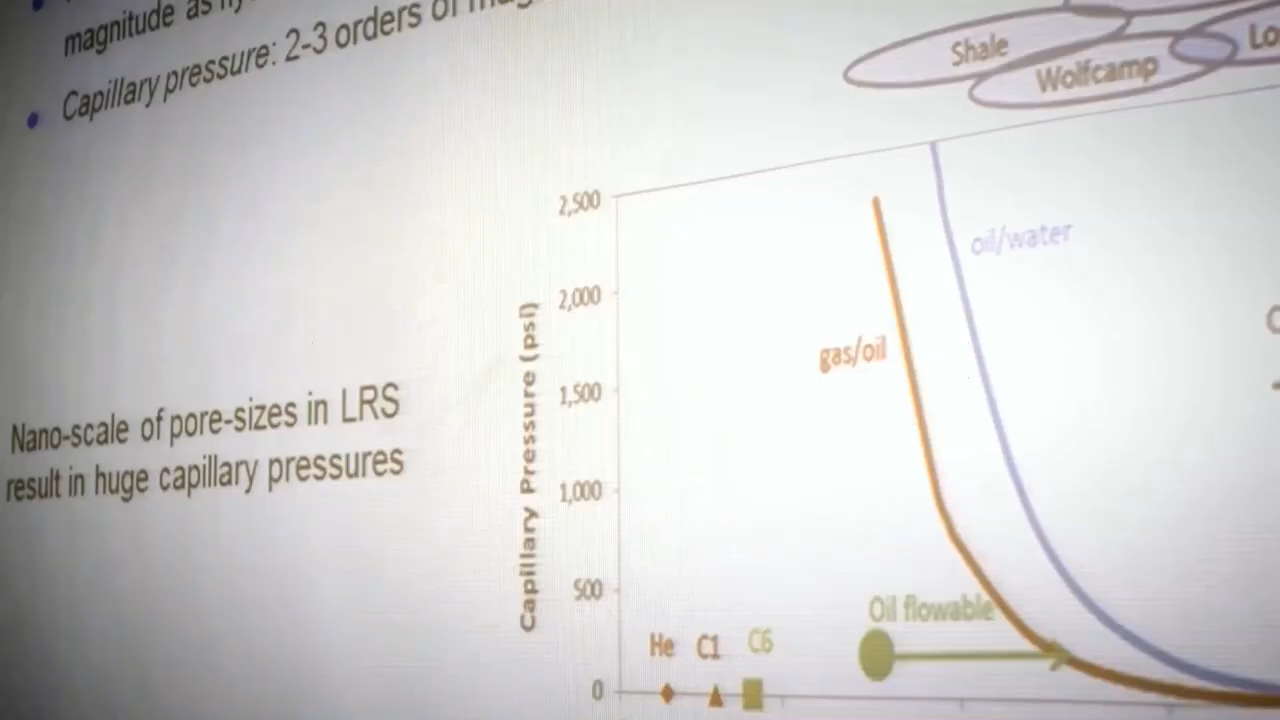 magnitude as
Capillary pressure: 2-3 orders of
Shale
Wolfcamp
2,500
oil/water
2,000
gas/oil
1,500
Capillary Pressure (psi)
Nano-scale of pore-sizes in LRS
result in huge capillary pressures
1,000
500
Oil flowable
He C1 C6
0